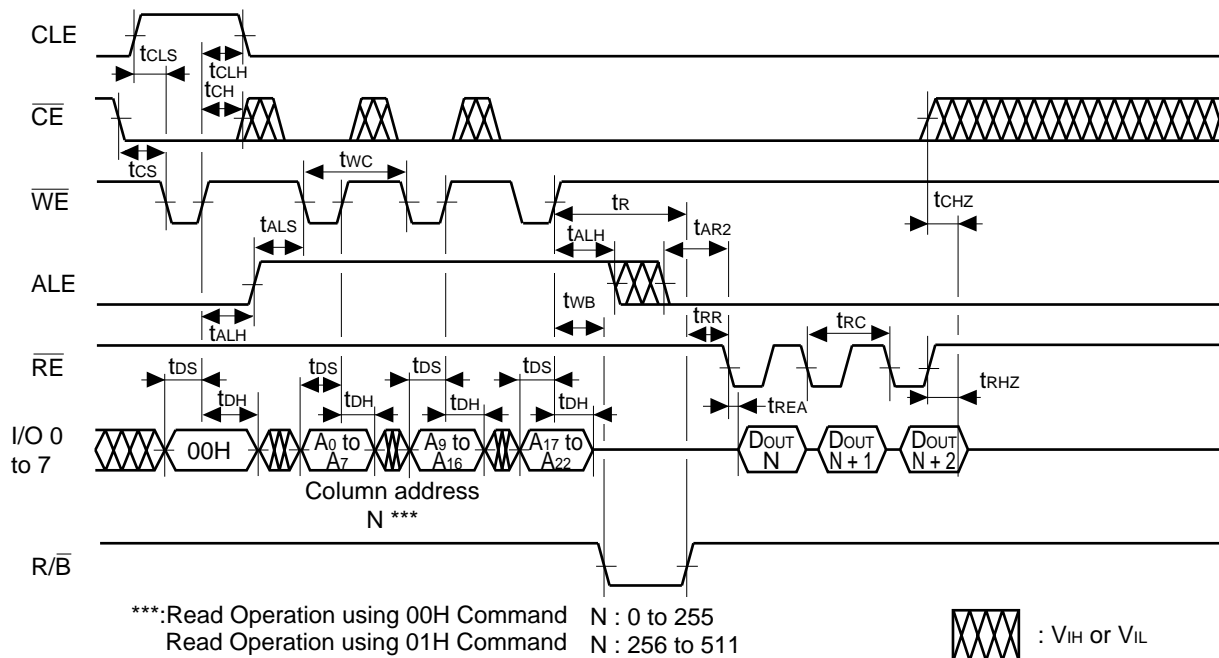 CLE
tCLS
tCLH
tCH
CE
tCS
tWC
WE
tR
tCHZ
tALS
tALH
tAR2
ALE
tWB
tALH
tRR
tRC
RE
tDS
tDS
tDS
tDS
tRHZ
tDH
tDH
tDH
tDH
tREA
I/O 0
to 7
00H
A0 to
A7
A9 to
A16
A17 to
A22
DOUT
N
DOUT
N + 1
DOUT
N + 2
Column address
N ***
R/B
***:Read Operation using 00H Command N : 0 to 255
Read Operation using 01H Command N : 256 to 511
: VIH or VIL